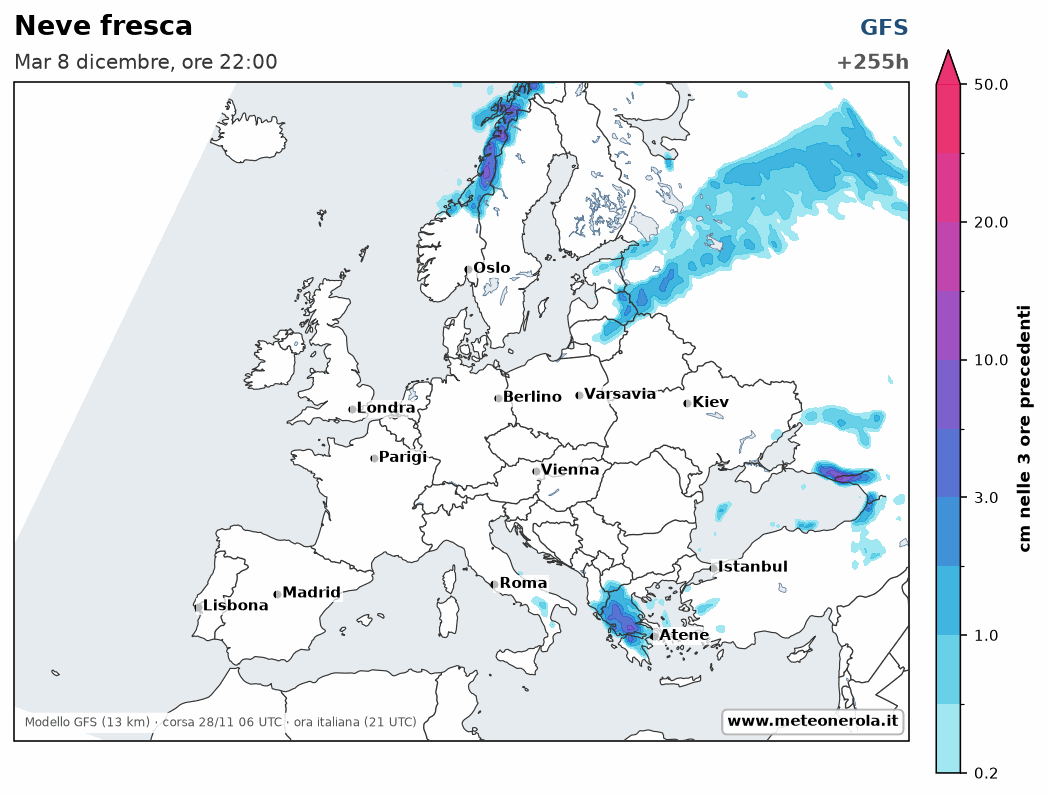 Neve fresca
GFS
Mar 8 dicembre, ore 22:00
+255h
50.0
20.0
10.0
3.0
1.0
0.2
cm nelle 3 ore precedenti
Oslo
Londra
Berlino
Varsavia
Kiev
Parigi
Vienna
Istanbul
Roma
Madrid
Lisbona
Atene
Modello GFS (13 km) · corsa 28/11 06 UTC · ora italiana (21 UTC)
www.meteonerola.it